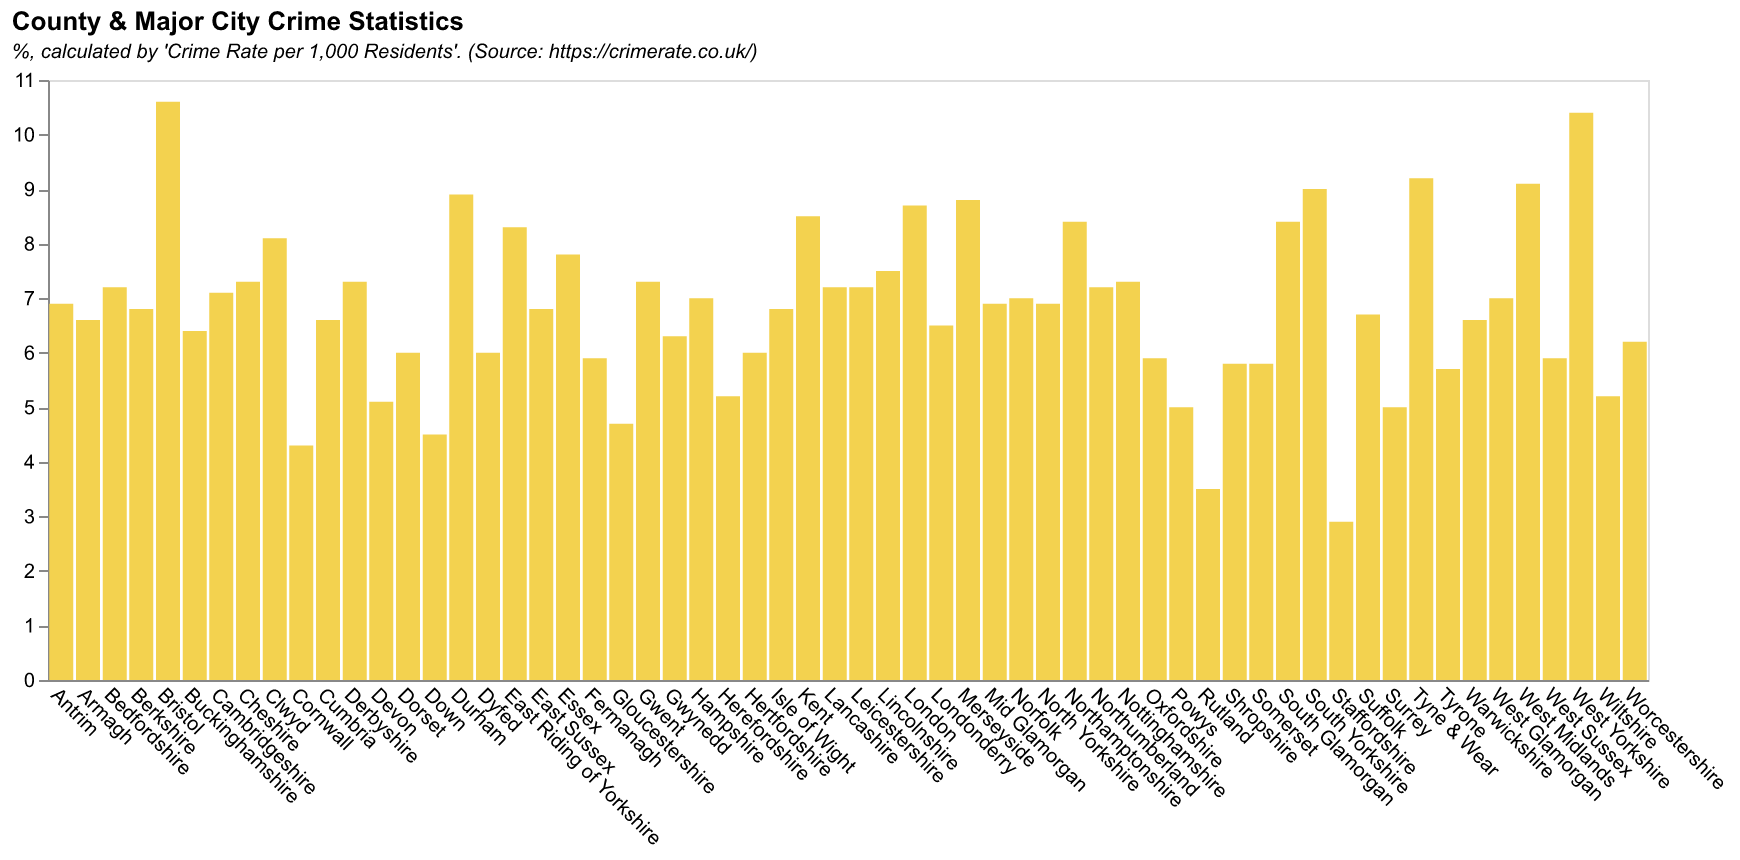 County & Major City Crime Statistics
%, calculated by 'Crime Rate per 1,000 Residents'. (Source: https://crimerate.co.uk/)
11
10
9
8
7
6
5
4
3
2
1
0
Antrim
Armagh
Bedfordshire
Berkshire
Bristol
Buckinghamshire
Cambridgeshire
Cheshire
Clwyd
Cornwall
Cumbria
Derbyshire
Devon
Dorset
Down
Durham
Dyfed
East Riding of Yorkshire
East Sussex
Essex
Fermanagh
Gloucestershire
Gwent
Gwynedd
Hampshire
Herefordshire
Hertfordshire
Isle of Wight
Kent
Lancashire
Leicestershire
Lincolnshire
London
Londonderry
Merseyside
Mid Glamorgan
Norfolk
North Yorkshire
Northamptonshire
Northumberland
Nottinghamshire
Oxfordshire
Powys
Rutland
Shropshire
Somerset
South Glamorgan
South Yorkshire
Staffordshire
Suffolk
Surrey
Tyne & Wear
Tyrone
Warwickshire
West Glamorgan
West Midlands
West Sussex
West Yorkshire
Wiltshire
Worcestershire